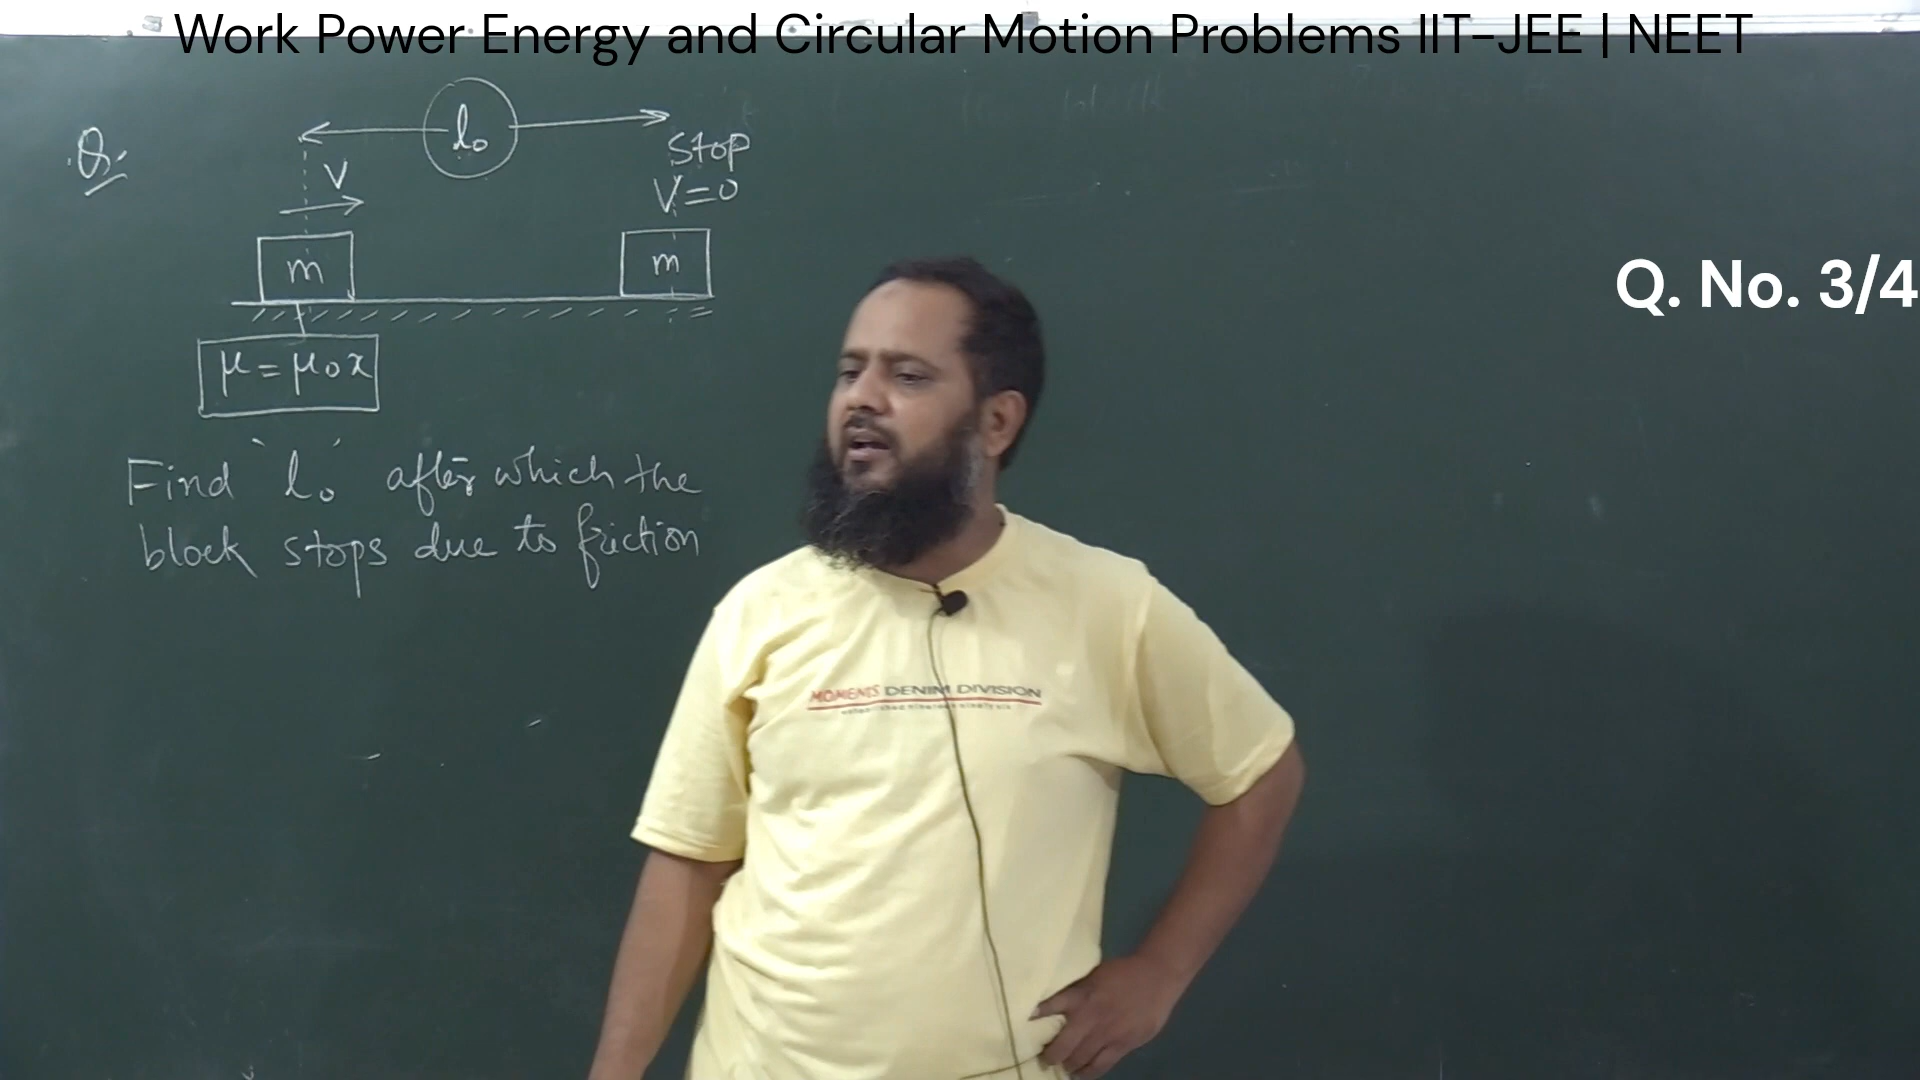 Work Power Energy and Circular Motion Problems IIT-JEE | NEET
Q.
l₀
Stop
V
V=0
m
m
Q. No. 3/4
μ = μ₀x
Find 'l₀' after which the
block stops due to friction
MOMENTS DENIM DIVISION